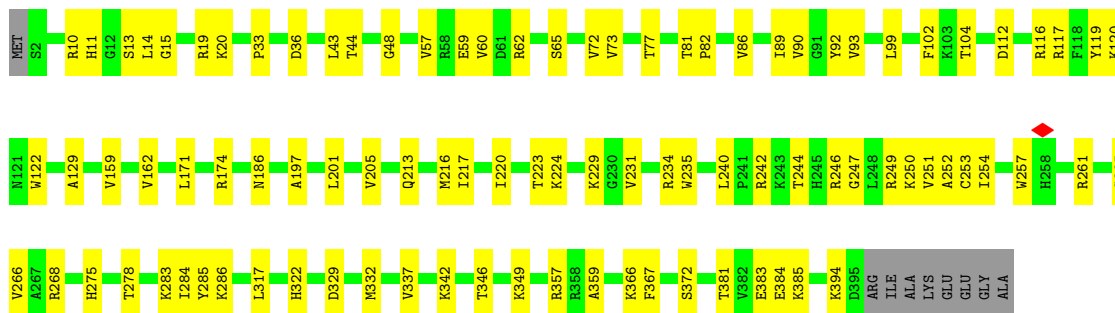 MET S2 R10 H11 G12 S13 L14 G15 R19 K20 P33 D36 L43 T44 G48 V57 R58 E59 V60 D61 R62 S65 V72 V73 T77 T81 P82 V86 I89 V90 G91 Y92 V93 L99 F102 K103 T104 D112 R116 R117 F118 Y119
N121 W122 A129 V159 V162 L171 R174 N186 A197 L201 V205 Q213 M216 I217 I220 T223 K224 K229 G230 V231 R234 W235 L240 P241 R242 K243 T244 H245 R246 G247 L248 R249 K250 V251 A252 C253 I254 W257 H258 R261
V266 A267 R268 H275 T278 K283 I284 Y285 K286 L317 H322 D329 M332 V337 K342 T346 K349 R357 R358 A359 K366 F367 S372 T381 V382 E383 E384 K385 K394 D395 ARG ILE ALA LYS GLU GLU GLY ALA